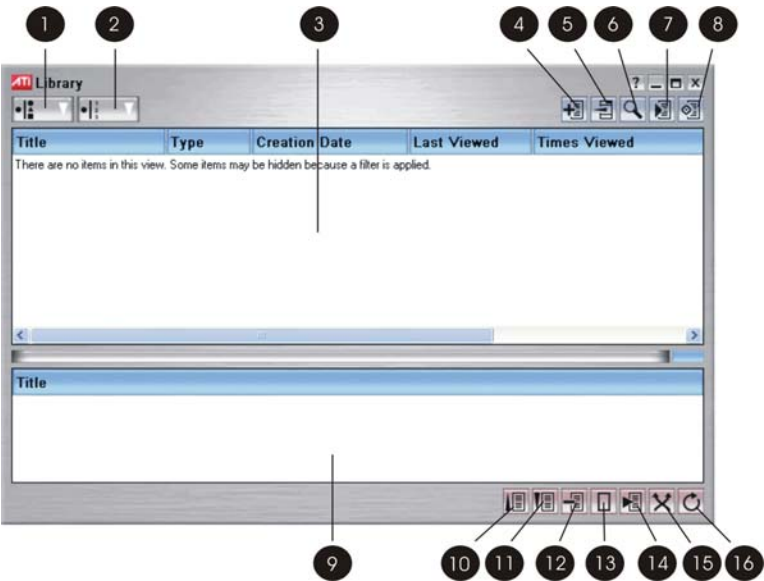 1 2 3 4 5 6 7 8
ATI Library ? _ x
Title Type Creation Date Last Viewed Times Viewed
There are no items in this view. Some items may be hidden because a filter is applied.
Title
9 10 11 12 13 14 15 16